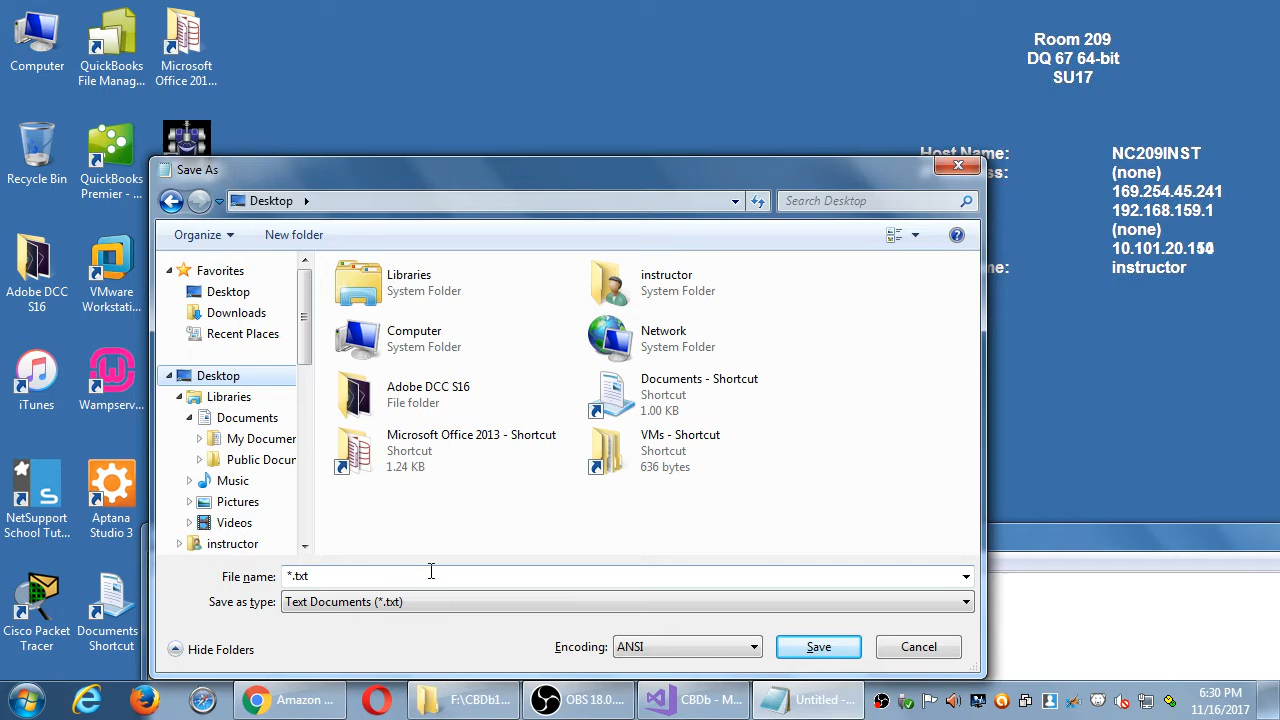 Computer
QuickBooks
File Manag...
Microsoft
Office 201...
Room 209
DQ 67 64-bit
SU17
Recycle Bin
QuickBooks
Premier - ...
Adobe DCC
S16
VMware
Workstati...
iTunes
Wampserv...
NetSupport
School Tut...
Aptana
Studio 3
Cisco Packet
Tracer
Documents
Shortcut
Host Name:
NC209INST
(none)
169.254.45.241
192.168.159.1
(none)
instructor
Save As
Desktop
Search Desktop
Organize
New folder
Favorites
Desktop
Downloads
Recent Places
Desktop
Libraries
Documents
My Documer
Public Docur
Music
Pictures
Videos
instructor
Libraries
System Folder
instructor
System Folder
Computer
System Folder
Network
System Folder
Adobe DCC S16
File folder
Documents - Shortcut
Shortcut
1.00 KB
Microsoft Office 2013 - Shortcut
Shortcut
1.24 KB
VMs - Shortcut
Shortcut
636 bytes
File name:
*.txt
Save as type:
Text Documents (*.txt)
Hide Folders
Encoding:
ANSI
Save
Cancel
Amazon ...
F:\CBDb1...
OBS 18.0....
CBDb - M...
Untitled -...
6:30 PM
11/16/2017